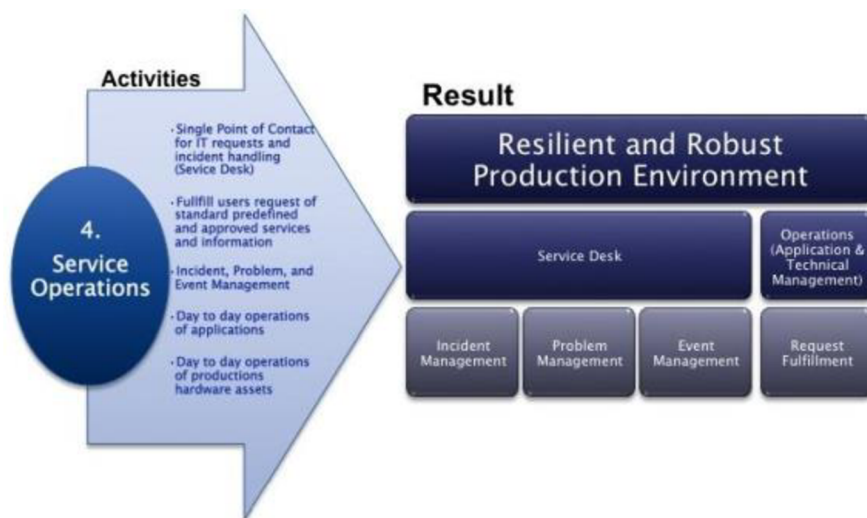 Activities
• Single Point of Contact
for IT requests and
incident handling
(Sevice Desk)
• Fullfill users request of
standard predefined
and approved services
and information
• Incident, Problem, and
Event Management
• Day to day operations
of applications
• Day to day operations
of productions
hardware assets
4.
Service
Operations
Result
Resilient and Robust
Production Environment
Service Desk
Operations
(Application &
Technical
Management)
Incident
Management
Problem
Management
Event
Management
Request
Fulfillment